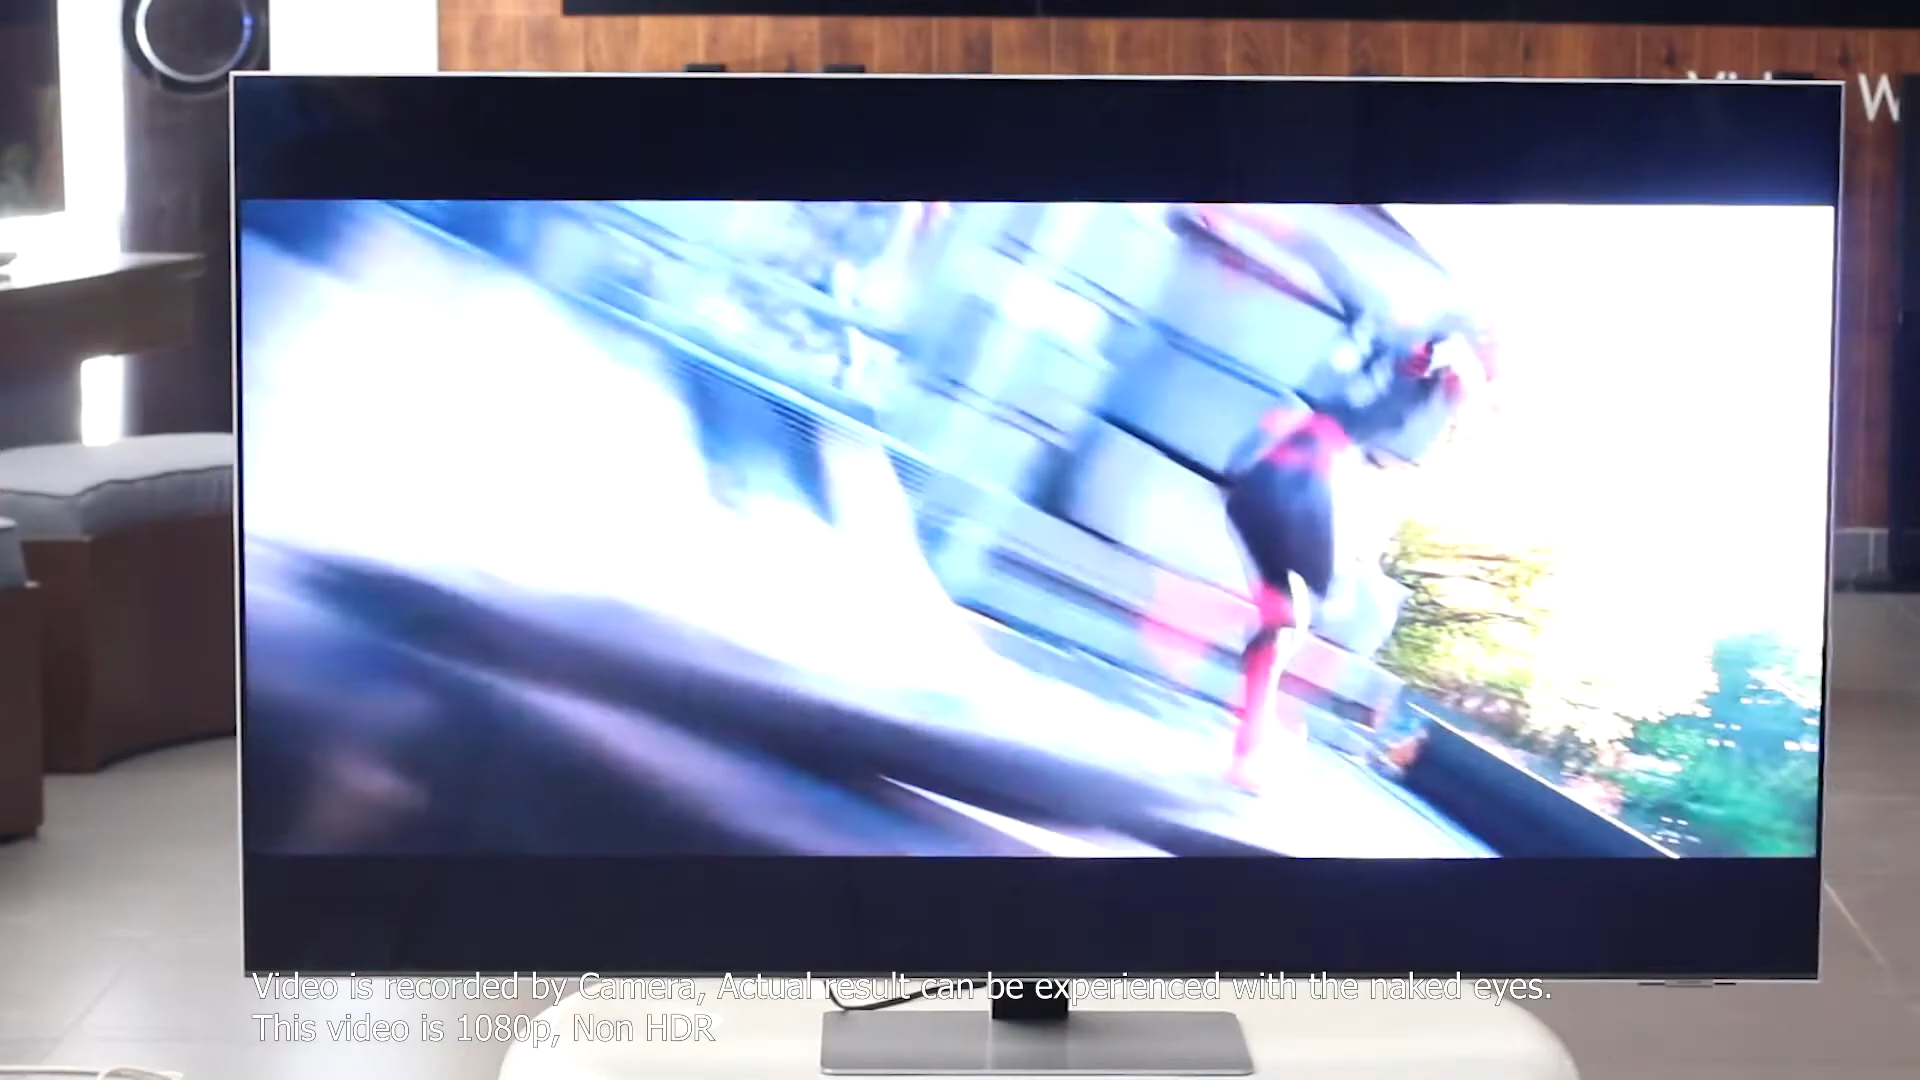 W
Video is recorded by Camera, Actual result can be experienced with the naked eyes.
This video is 1080p, Non HDR